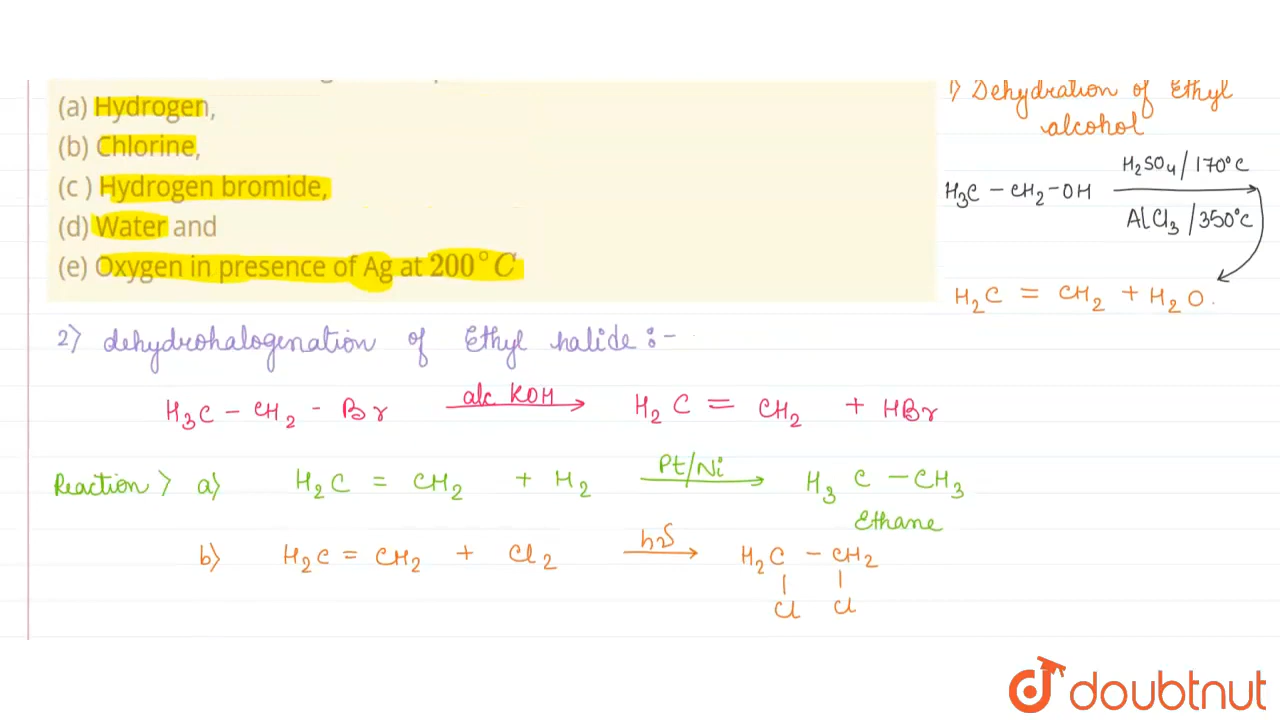 (a) Hydrogen,
(b) Chlorine,
(c ) Hydrogen bromide,
(d) Water and
(e) Oxygen in presence of Ag at 200°C
1) Dehydration of Ethyl
alcohol
H₃C – CH₂–OH H₂SO₄/170°C
AlCl₃/350°C
H₂C = CH₂ + H₂O.
2) dehydrohalogenation of Ethyl halide :–
H₃C – CH₂ – Br alc KOH H₂C = CH₂ + HBr
Reaction > a) H₂C = CH₂ + H₂ Pt/Ni H₃C – CH₃
Ethane
b) H₂C = CH₂ + Cl₂ H₂C – CH₂
| |
Cl Cl
doubtnut